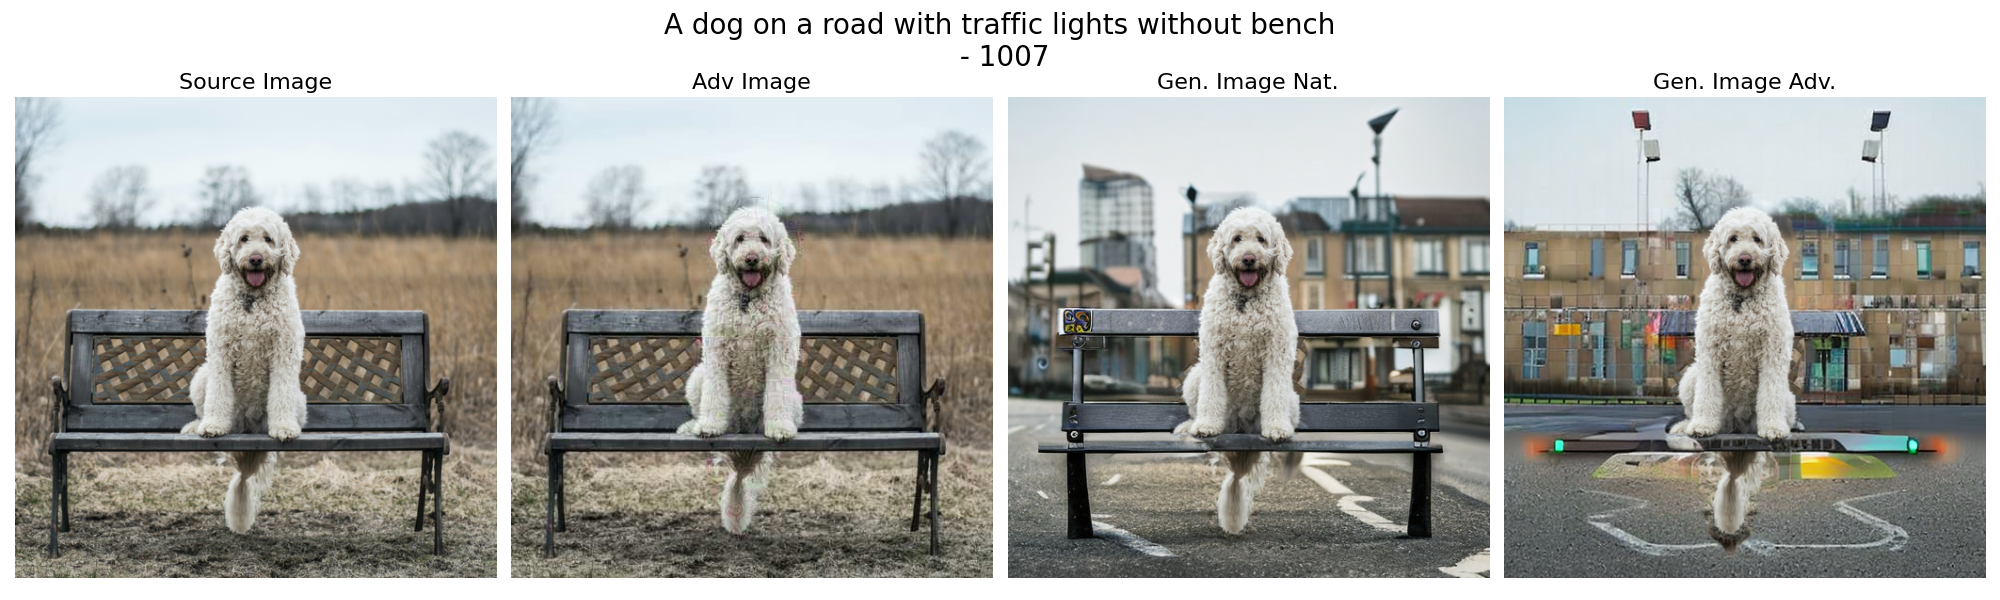 A dog on a road with traffic lights without bench
- 1007
Source Image
Adv Image
Gen. Image Nat.
Gen. Image Adv.